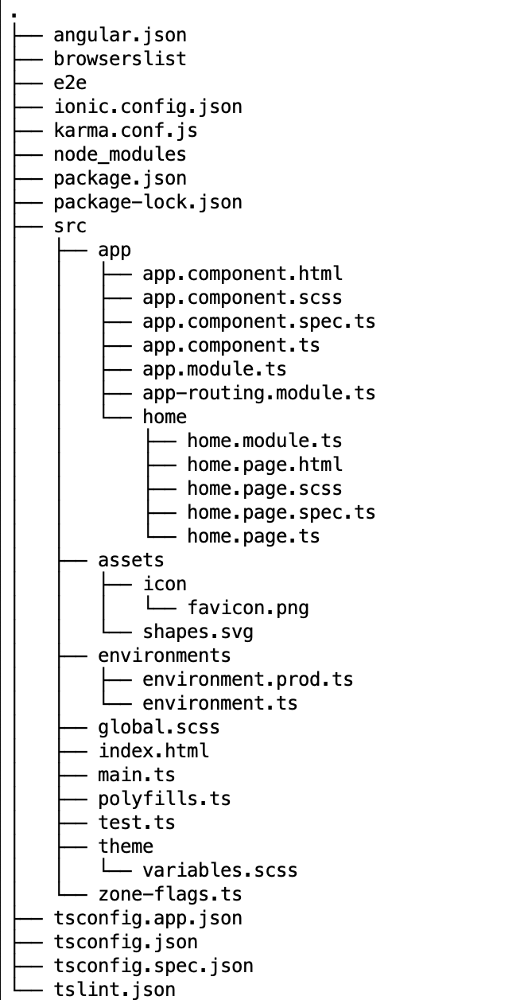 .
├── angular.json
├── browserslist
├── e2e
├── ionic.config.json
├── karma.conf.js
├── node_modules
├── package.json
├── package-lock.json
├── src
│   ├── app
│   │   ├── app.component.html
│   │   ├── app.component.scss
│   │   ├── app.component.spec.ts
│   │   ├── app.component.ts
│   │   ├── app.module.ts
│   │   ├── app-routing.module.ts
│   │   └── home
│   │       ├── home.module.ts
│   │       ├── home.page.html
│   │       ├── home.page.scss
│   │       ├── home.page.spec.ts
│   │       └── home.page.ts
│   ├── assets
│   │   ├── icon
│   │   │   └── favicon.png
│   │   └── shapes.svg
│   ├── environments
│   │   ├── environment.prod.ts
│   │   └── environment.ts
│   ├── global.scss
│   ├── index.html
│   ├── main.ts
│   ├── polyfills.ts
│   ├── test.ts
│   ├── theme
│   │   └── variables.scss
│   └── zone-flags.ts
├── tsconfig.app.json
├── tsconfig.json
├── tsconfig.spec.json
└── tslint.json